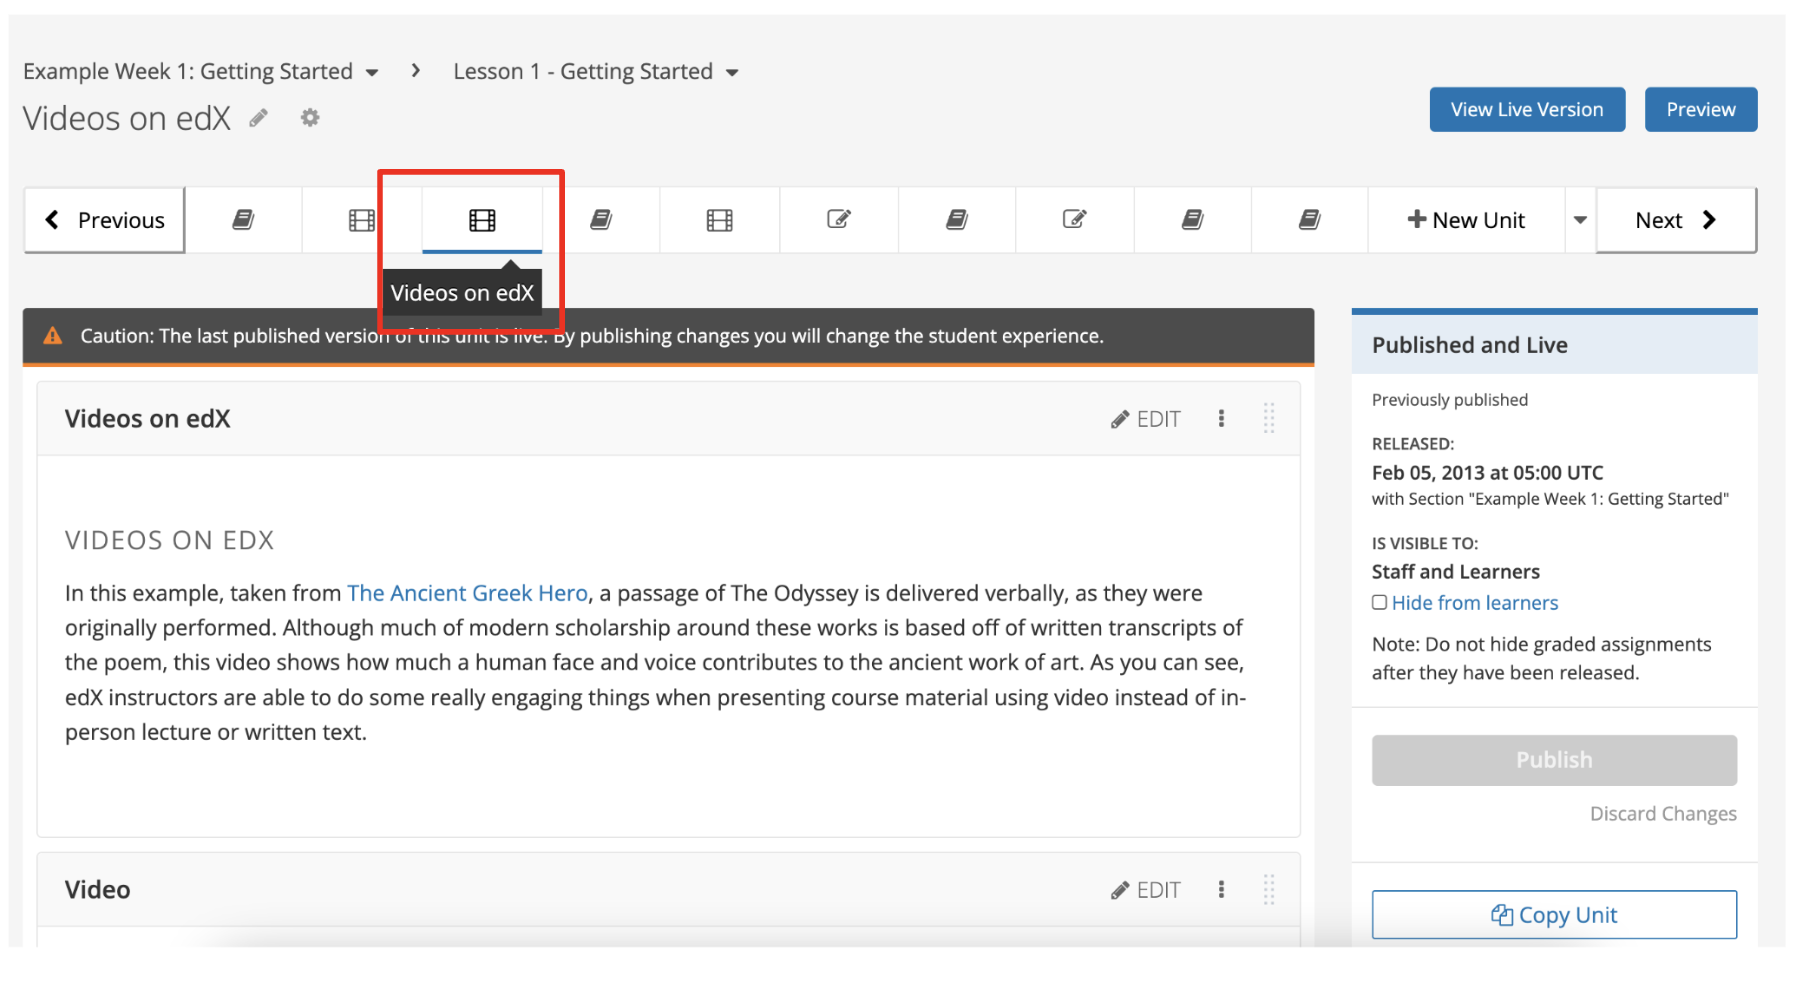 Example Week 1: Getting Started
Lesson 1 - Getting Started
Videos on edX
View Live Version
Preview
Previous
New Unit
Next
Videos on edX
Caution: The last published version of this unit is live. By publishing changes you will change the student experience.
Videos on edX
EDIT
VIDEOS ON EDX
In this example, taken from The Ancient Greek Hero, a passage of The Odyssey is delivered verbally, as they were
originally performed. Although much of modern scholarship around these works is based off of written transcripts of
the poem, this video shows how much a human face and voice contributes to the ancient work of art. As you can see,
edX instructors are able to do some really engaging things when presenting course material using video instead of in-
person lecture or written text.
Video
EDIT
Published and Live
Previously published
RELEASED:
Feb 05, 2013 at 05:00 UTC
with Section "Example Week 1: Getting Started"
IS VISIBLE TO:
Staff and Learners
Hide from learners
Note: Do not hide graded assignments
after they have been released.
Publish
Discard Changes
Copy Unit